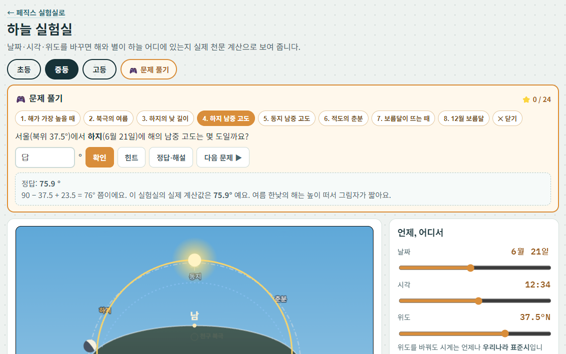 ← 페직스 실험실로
하늘 실험실
날짜·시각·위도를 바꾸면 해와 별이 하늘 어디에 있는지 실제 천문 계산으로 보여 줍니다.
초등 중등 고등 🎮 문제 풀기
🎮 문제 풀기 ⭐ 0 / 24
1. 해가 가장 높을 때 2. 북극의 여름 3. 하지의 낮 길이 4. 하지 남중 고도 5. 동지 남중 고도 6. 적도의 춘분 7. 보름달이 뜨는 때 8. 12월 보름달 ✕ 닫기
서울(북위 37.5°)에서 하지(6월 21일)에 해의 남중 고도는 몇 도일까요?
답 ° 확인 힌트 정답·해설 다음 문제 ▶
정답: 75.9 °
90 − 37.5 + 23.5 = 76° 쯤이에요. 이 실험실의 실제 계산값은 75.9° 예요. 여름 한낮의 해는 높이 떠서 그림자가 짧아요.
언제, 어디서
날짜 6월 21일
시각 12:34
위도 37.5°N
위도를 바꿔도 시계는 언제나 우리나라 표준시입니
하지
춘분
남